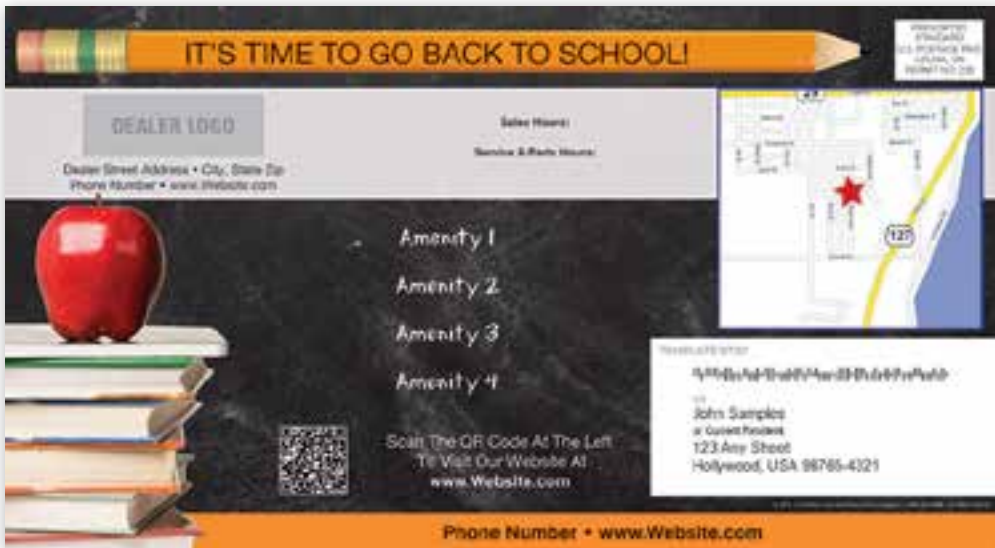 IT'S TIME TO GO BACK TO SCHOOL!
STANDARD
DEALER LOGO
Dealer Street Address • City, State Zip
Phone Number • www.Website.com
Sales Hours:
Service & Parts Hours:
127
Amenity 1
Amenity 2
Amenity 3
Amenity 4
Scan The QR Code At The Left
To Visit Our Website At
www.Website.com
John Samples
or Current Resident
123 Any Street
Hollywood, USA 98765-4321
Phone Number • www.Website.com